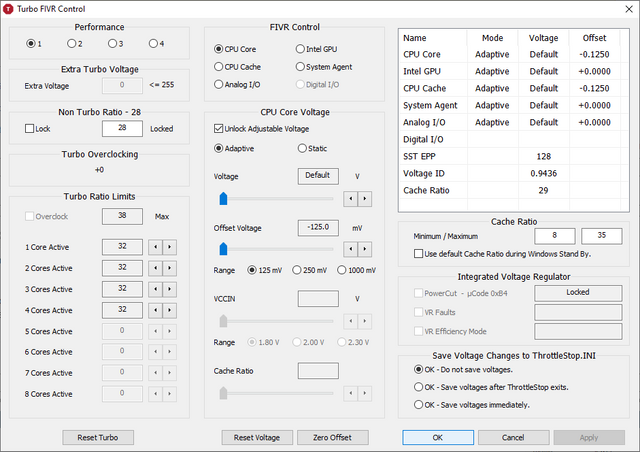 Turbo FIVR Control
Performance
1 2 3 4
Extra Turbo Voltage
Extra Voltage 0 <= 255
Non Turbo Ratio - 28
Lock 28 Locked
Turbo Overclocking
+0
Turbo Ratio Limits
Overclock 38 Max
1 Core Active 32
2 Cores Active 32
3 Cores Active 32
4 Cores Active 32
5 Cores Active 0
6 Cores Active 0
7 Cores Active 0
8 Cores Active 0
Reset Turbo
FIVR Control
CPU Core Intel GPU
CPU Cache System Agent
Analog I/O Digital I/O
CPU Core Voltage
Unlock Adjustable Voltage
Adaptive Static
Voltage Default V
Offset Voltage -125.0 mV
Range 125 mV 250 mV 1000 mV
VCCIN V
Range 1.80 V 2.00 V 2.30 V
Cache Ratio
Reset Voltage Zero Offset
Name Mode Voltage Offset
CPU Core Adaptive Default -0.1250
Intel GPU Adaptive Default +0.0000
CPU Cache Adaptive Default -0.1250
System Agent Adaptive Default +0.0000
Analog I/O Adaptive Default +0.0000
Digital I/O
SST EPP 128
Voltage ID 0.9436
Cache Ratio 29
Cache Ratio
Minimum / Maximum 8 35
Use default Cache Ratio during Windows Stand By.
Integrated Voltage Regulator
PowerCut - µCode 0xB4 Locked
VR Faults
VR Efficiency Mode
Save Voltage Changes to ThrottleStop.INI
OK - Do not save voltages.
OK - Save voltages after ThrottleStop exits.
OK - Save voltages immediately.
OK Cancel Apply